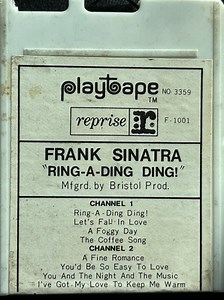 playtape
TM
NO 3359
reprise r:
F-1001
FRANK SINATRA
"RING-A-DING DING!"
Mfgrd. by Bristol Prod.
CHANNEL 1
Ring-A-Ding Ding!
Let's Fall In Love
A Foggy Day
The Coffee Song
CHANNEL 2
A Fine Romance
You'd Be So Easy To Love
You And The Night And The Music
I've Got My Love To Keep Me Warm